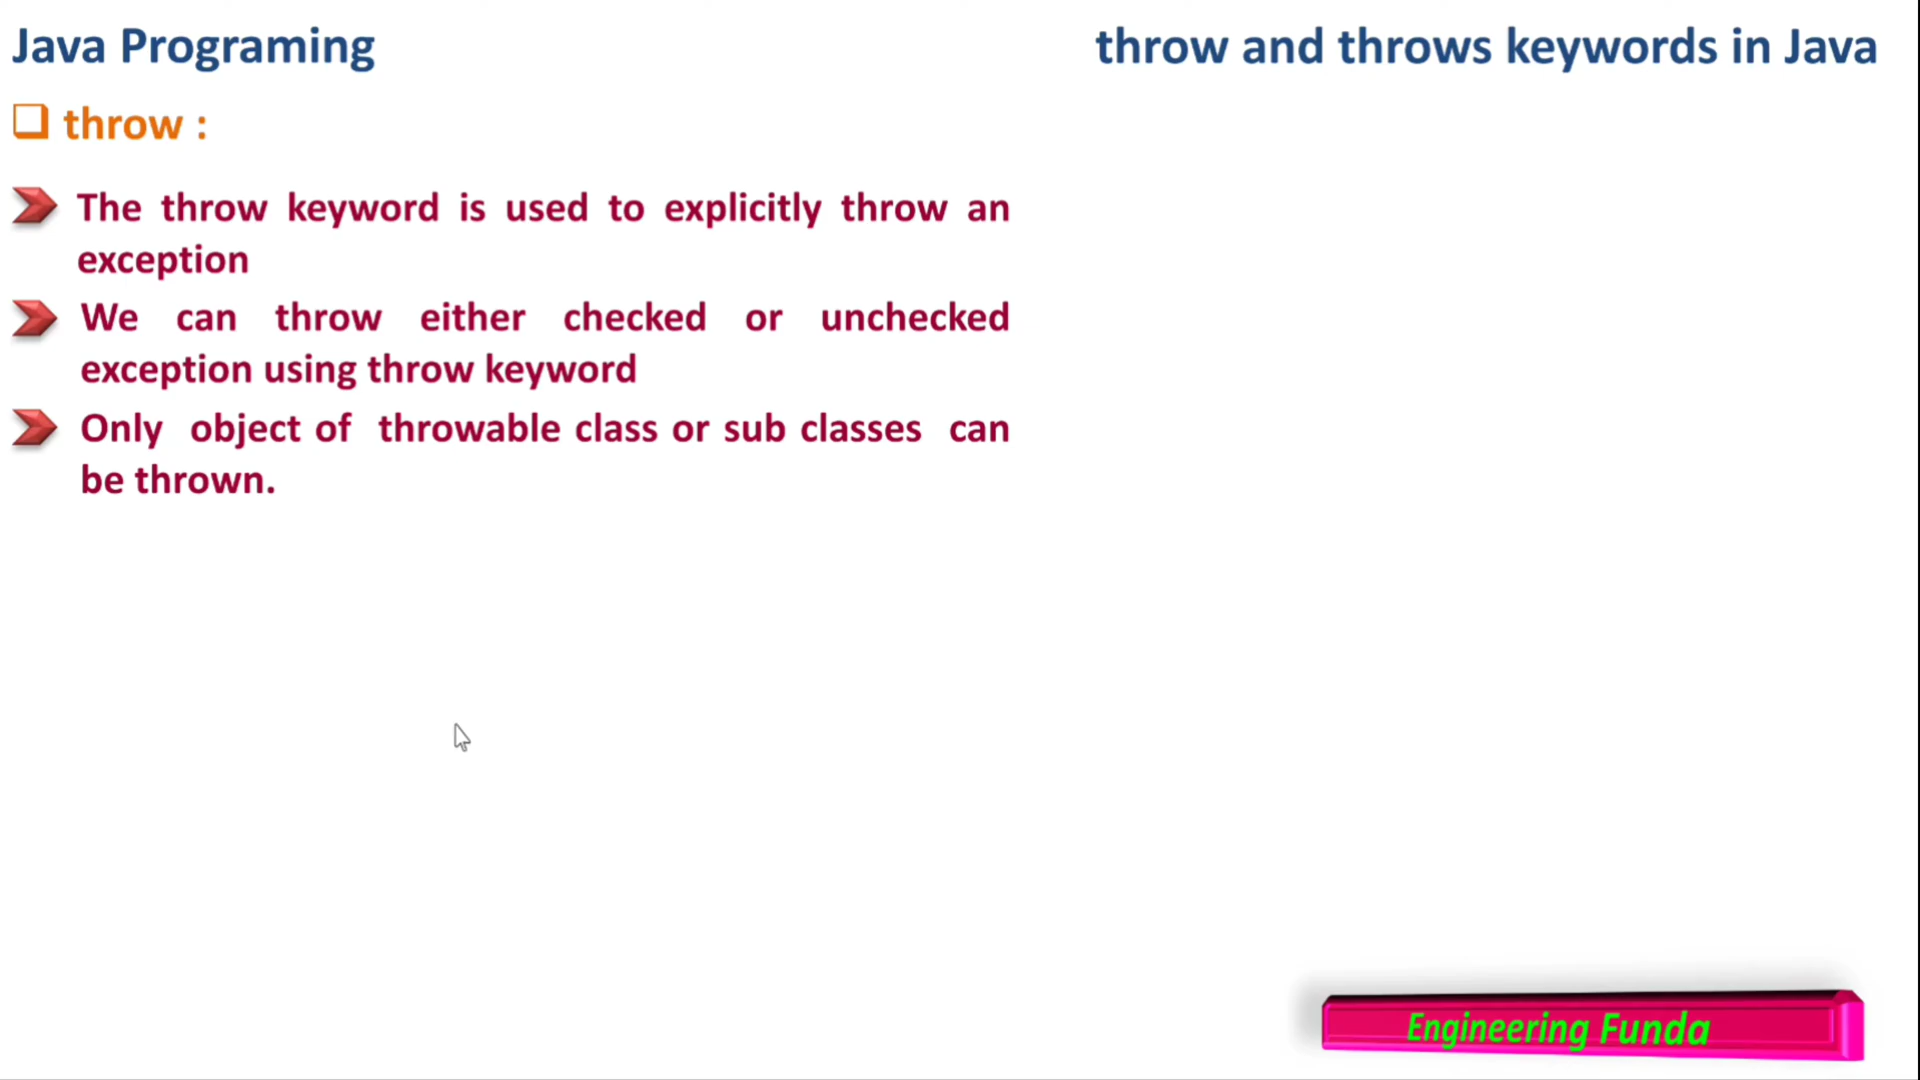 Java Programing
throw and throws keywords in Java
throw :
The throw keyword is used to explicitly throw an
exception
We can throw either checked or unchecked
exception using throw keyword
Only object of throwable class or sub classes can
be thrown.
Engineering Funda